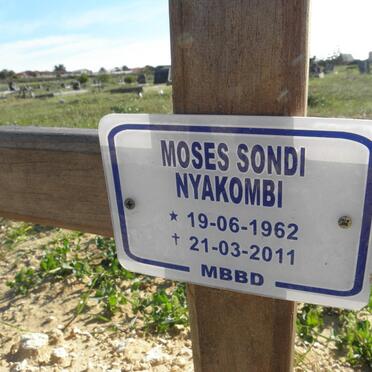 MOSES SONDI
NYAKOMBI
★ 19-06-1962
† 21-03-2011
MBBD